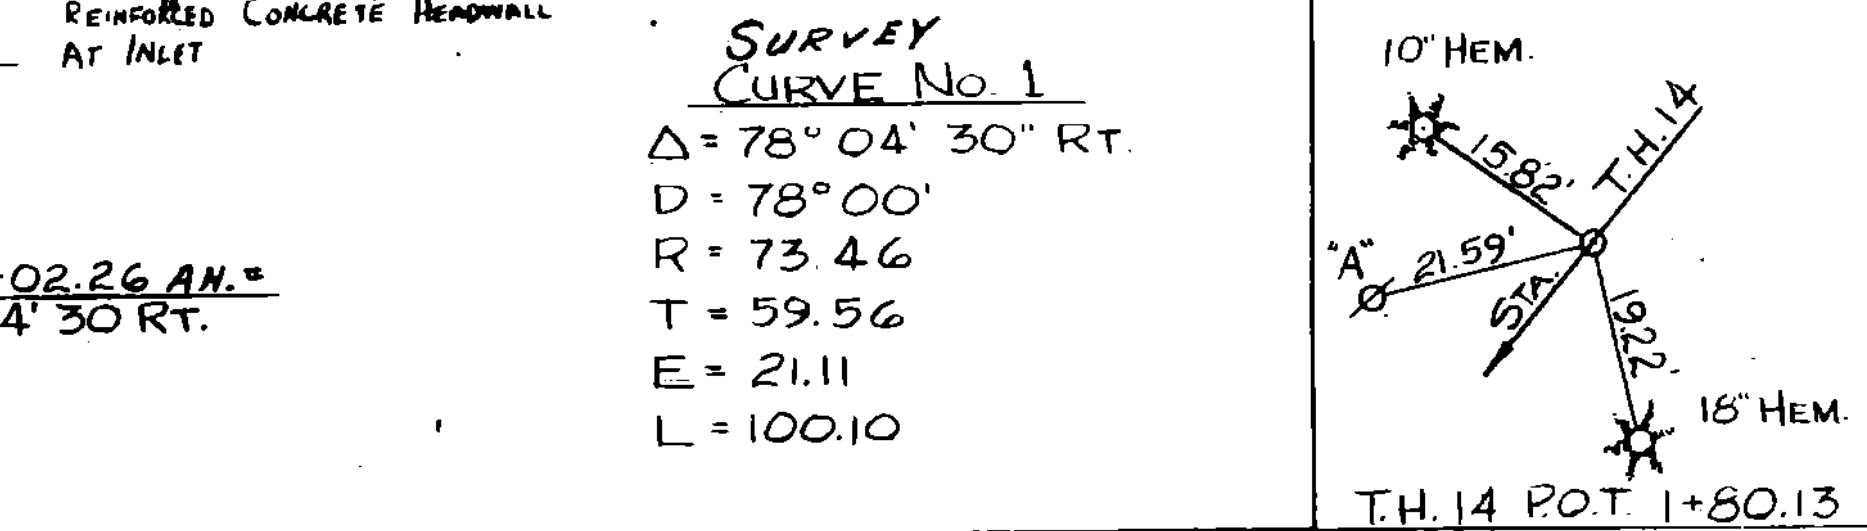 REINFORCED CONCRETE HEADWALL
AT INLET
02.26 AH. =
4' 30 RT.
SURVEY
CURVE No. 1
Δ = 78° 04' 30" RT.
D = 78° 00'
R = 73.46
T = 59.56
E = 21.11
L = 100.10
10" HEM.
T.H. 14
15.82'
"A"
21.59'
STA.
19.22'
18" HEM.
T.H. 14 P.O.T. 1+80.13